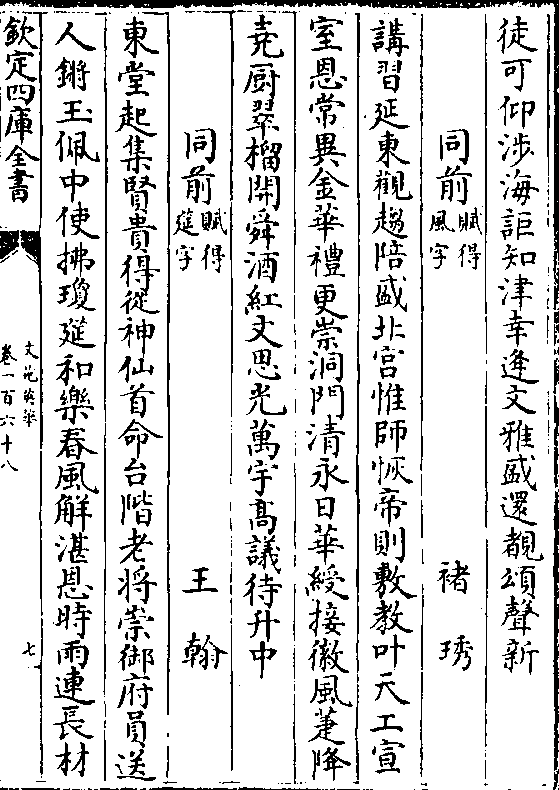 徒可仰涉海詎知津幸逢文雅盛還覩頌聲新
同前賦得風字　褚琇
講習延東觀趨陪盛北宮惟師恢帝則敷教叶天工宣
室恩常異金華禮更崇洞門清永日華綬接徽風蓂降
堯厨翠榴開舜酒紅文思光萬宇高議待升中
同前賦得筵字　王翰
東堂起集賢貴得從神仙首命台階老將崇御府員送
人鏘玉佩中使拂瓊筵和樂春風解湛恩時雨連長材
欽定四庫全書
文苑英華
卷一百六十八
七